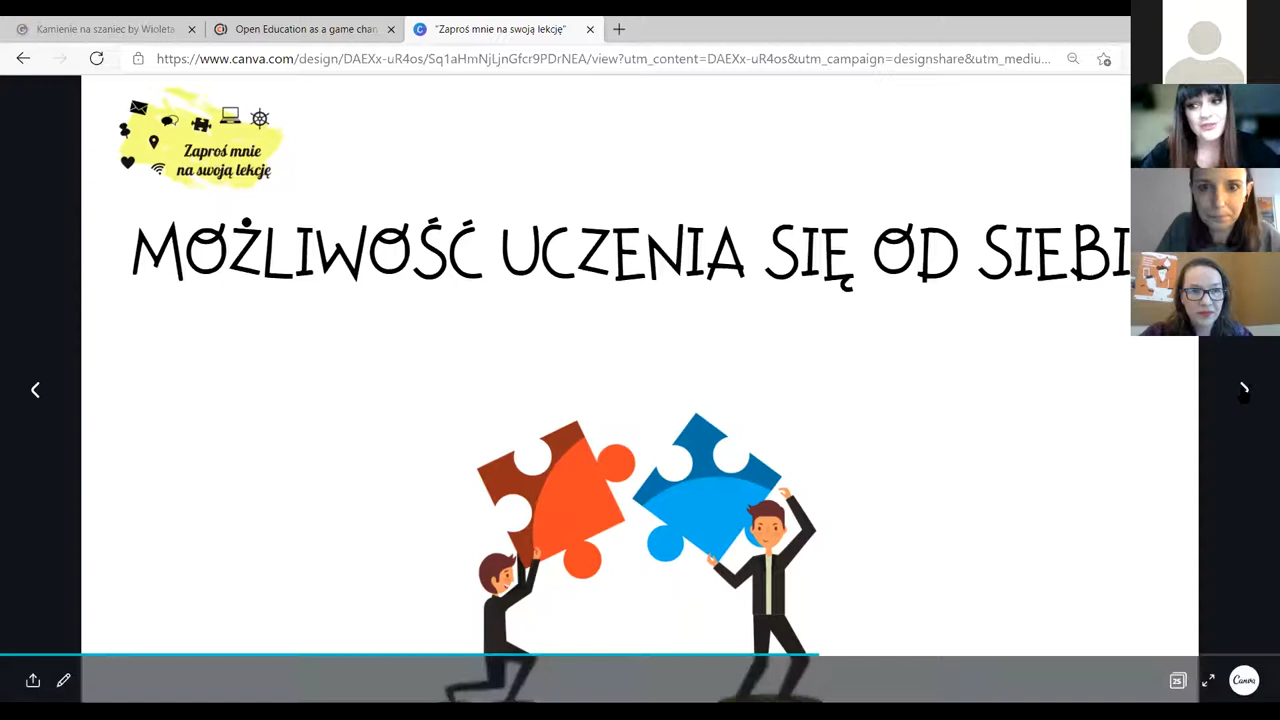 Kamienie na szaniec by Wioleta
Open Education as a game chan
"Zaproś mnie na swoją lekcję"
https://www.canva.com/design/DAEXx-uR4os/Sq1aHmNjLjnGfcr9PDrNEA/view?utm_content=DAEXx-uR4os&utm_campaign=designshare&utm_mediu...
Zaproś mnie
na swoją lekcję
MOŻLIWOŚĆ UCZENIA SIĘ OD SIEBI
25
Canva